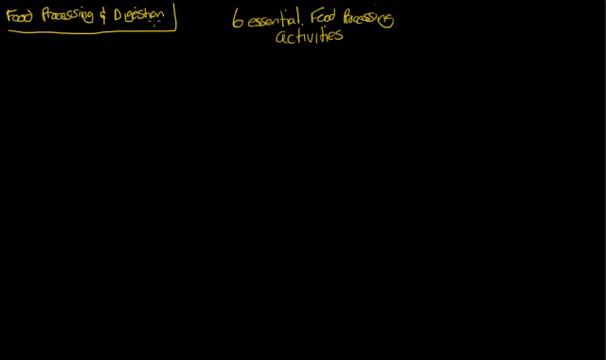 Food Processing & Digestion
6 essential Food Processing
activities